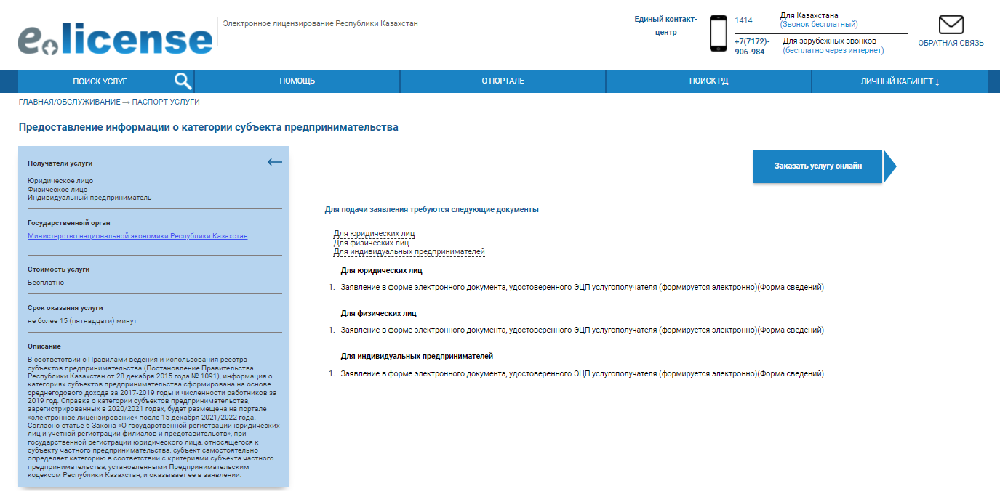 e.license
Электронное лицензирование Республики Казахстан
Единый контакт-
центр
1414
Для Казахстана
(Звонок бесплатный)
+7(7172)-
906-984
Для зарубежных звонков
(бесплатно через интернет)
ОБРАТНАЯ СВЯЗЬ
ПОИСК УСЛУГ
ПОМОЩЬ
О ПОРТАЛЕ
ПОИСК РД
ЛИЧНЫЙ КАБИНЕТ ↓
ГЛАВНАЯ/ОБСЛУЖИВАНИЕ → ПАСПОРТ УСЛУГИ
Предоставление информации о категории субъекта предпринимательства
Получатели услуги
Юридическое лицо
Физическое лицо
Индивидуальный предприниматель
Государственный орган
Министерство национальной экономики Республики Казахстан
Стоимость услуги
Бесплатно
Срок оказания услуги
не более 15 (пятнадцати) минут
Описание
В соответствии с Правилами ведения и использования реестра
субъектов предпринимательства (Постановление Правительства
Республики Казахстан от 28 декабря 2015 года № 1091), информация о
категориях субъектов предпринимательства сформирована на основе
среднегодового дохода за 2017-2019 годы и численности работников за
2019 год. Справка о категории субъектов предпринимательства,
зарегистрированных в 2020/2021 годах, будет размещена на портале
«электронное лицензирование» после 15 декабря 2021/2022 года.
Согласно статье 6 Закона «О государственной регистрации юридических
лиц и учетной регистрации филиалов и представительств», при
государственной регистрации юридического лица, относящегося к
субъекту частного предпринимательства, субъект самостоятельно
определяет категорию в соответствии с критериями субъекта частного
предпринимательства, установленными Предпринимательским
кодексом Республики Казахстан, и оказывает ее в заявлении.
Заказать услугу онлайн
Для подачи заявления требуются следующие документы
Для юридических лиц
Для физических лиц
Для индивидуальных предпринимателей
Для юридических лиц
1. Заявление в форме электронного документа, удостоверенного ЭЦП услугополучателя (формируется электронно)(Форма сведений)
Для физических лиц
1. Заявление в форме электронного документа, удостоверенного ЭЦП услугополучателя (формируется электронно)(Форма сведений)
Для индивидуальных предпринимателей
1. Заявление в форме электронного документа, удостоверенного ЭЦП услугополучателя (формируется электронно)(Форма сведений)